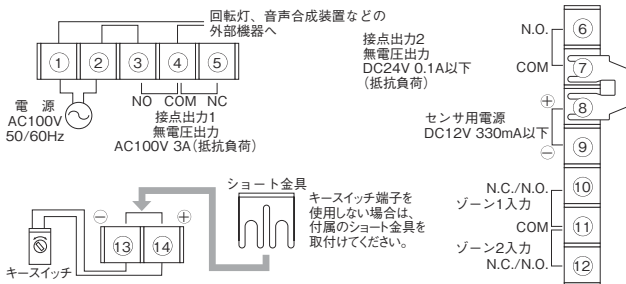 回転灯、音声合成装置などの
外部機器へ
① ② ③ ④ ⑤
NO COM NC
電 源
AC100V
50/60Hz
接点出力1
無電圧出力
AC100V 3A(抵抗負荷)
接点出力2
無電圧出力
DC24V 0.1A以下
(抵抗負荷)
N.O.
COM
⊕
センサ用電源
DC12V 330mA以下
⊖
N.C./N.O.
ゾーン1入力
COM
ゾーン2入力
N.C./N.O.
⑥
⑦
⑧
⑨
⑩
⑪
⑫
⊖ ⊕
⑬ ⑭
キースイッチ
ショート金具
キースイッチ端子を
使用しない場合は、
付属のショート金具を
取付けてください。